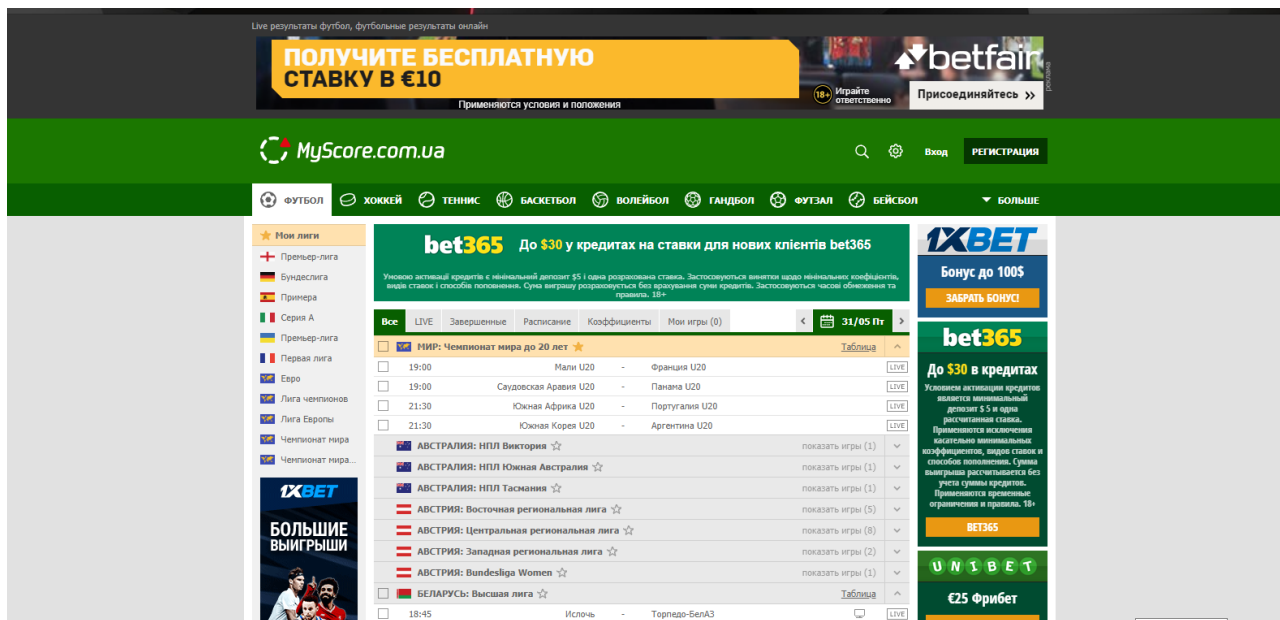 Live результаты футбол, футбольные результаты онлайн
ПОЛУЧИТЕ БЕСПЛАТНУЮ
СТАВКУ В €10
Применяются условия и положения
18+
Играйте
ответственно
betfair
Присоединяйтесь »
реклама
MyScore.com.ua
Вход
РЕГИСТРАЦИЯ
ФУТБОЛ ХОККЕЙ ТЕННИС БАСКЕТБОЛ ВОЛЕЙБОЛ ГАНДБОЛ ФУТЗАЛ БЕЙСБОЛ БОЛЬШЕ
Мои лиги
Премьер-лига
Бундеслига
Примера
Серия А
Премьер-лига
Первая лига
Евро
Лига чемпионов
Лига Европы
Чемпионат мира
Чемпионат мира...
1XBET
БОЛЬШИЕ
ВЫИГРЫШИ
bet365 До $30 у кредитах на ставки для нових клієнтів bet365
Умовою активації кредитів є мінімальний депозит $5 і одна розрахована ставка. Застосовуються винятки щодо мінімальних коефіцієнтів,
видів ставок і способів поповнення. Сума виграшу розраховується без врахування суми кредитів. Застосовуються часові обмеження та
правила. 18+
Все LIVE Завершенные Расписание Коэффициенты Мои игры (0) 31/05 Пт
МИР: Чемпионат мира до 20 лет Таблица
19:00 Мали U20 - Франция U20 LIVE
19:00 Саудовская Аравия U20 - Панама U20 LIVE
21:30 Южная Африка U20 - Португалия U20 LIVE
21:30 Южная Корея U20 - Аргентина U20 LIVE
АВСТРАЛИЯ: НПЛ Виктория показать игры (1)
АВСТРАЛИЯ: НПЛ Южная Австралия показать игры (1)
АВСТРАЛИЯ: НПЛ Тасмания показать игры (1)
АВСТРИЯ: Восточная региональная лига показать игры (5)
АВСТРИЯ: Центральная региональная лига показать игры (8)
АВСТРИЯ: Западная региональная лига показать игры (2)
АВСТРИЯ: Bundesliga Women показать игры (1)
БЕЛАРУСЬ: Высшая лига Таблица
18:45 Ислочь - Торпедо-БелАЗ LIVE
1XBET
Бонус до 100$
ЗАБРАТЬ БОНУС!
bet365
До $30 в кредитах
Условием активации кредитов
является минимальный
депозит $ 5 и одна
рассчитанная ставка.
Применяются исключения
касательно минимальных
коэффициентов, видов ставок и
способов пополнения. Сумма
выигрыша рассчитывается без
учета суммы кредитов.
Применяются временные
ограничения и правила. 18+
BET365
UNIBET
€25 Фрибет